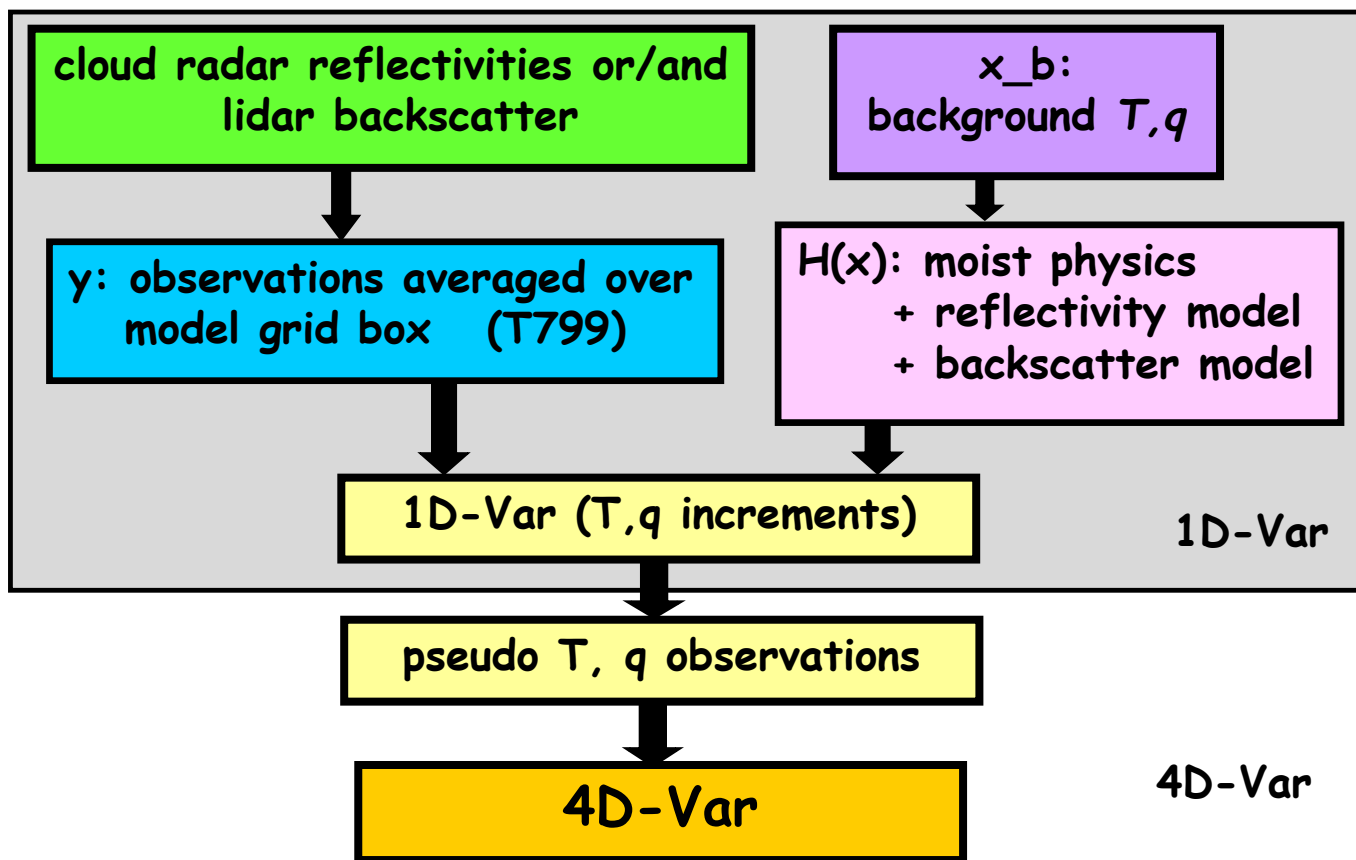 cloud radar reflectivities or/and
lidar backscatter
x_b:
background T,q
y: observations averaged over
model grid box (T799)
H(x): moist physics
+ reflectivity model
+ backscatter model
1D-Var (T,q increments)
1D-Var
pseudo T, q observations
4D-Var
4D-Var